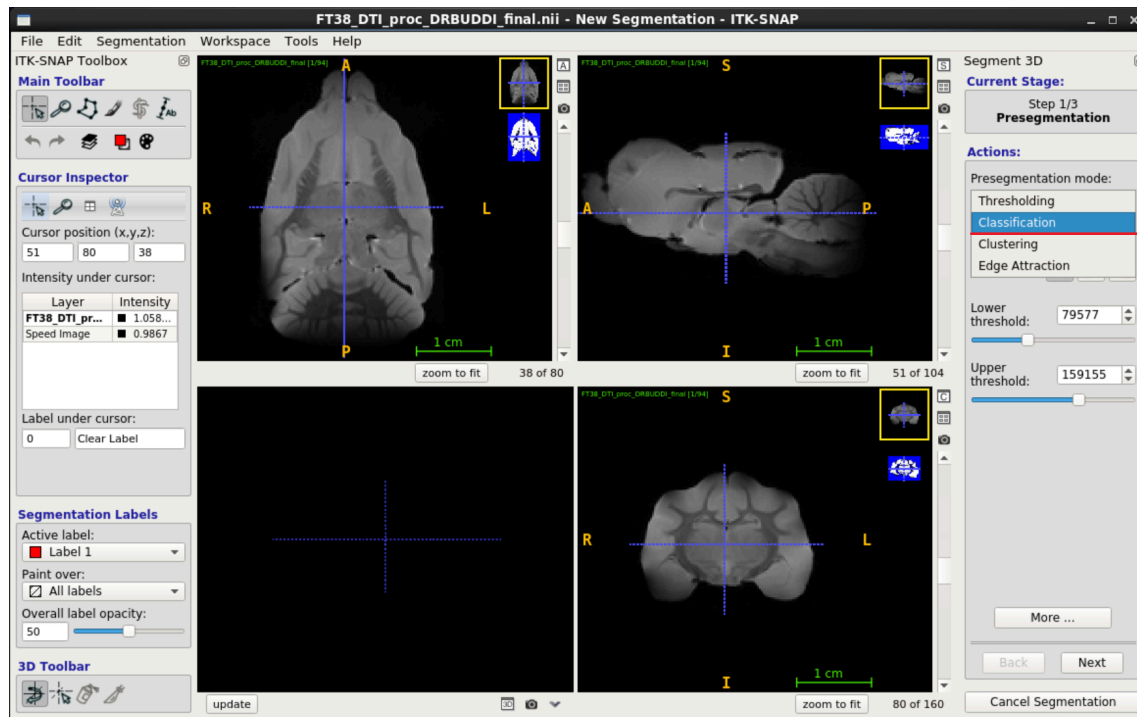 FT38_DTI_proc_DRBUDDI_final.nii - New Segmentation - ITK-SNAP
File Edit Segmentation Workspace Tools Help
ITK-SNAP Toolbox
Main Toolbar
Ab
Cursor Inspector
Cursor position (x,y,z):
51 80 38
Intensity under cursor:
Layer Intensity
FT38_DTI_pr... 1.058...
Speed Image 0.9867
Label under cursor:
0 Clear Label
Segmentation Labels
Active label:
Label 1
Paint over:
All labels
Overall label opacity:
50
3D Toolbar
FT38_DTI_proc_DRBUDDI_final [1/94]
A
A
R
L
P
1 cm
zoom to fit 38 of 80
FT38_DTI_proc_DRBUDDI_final [1/94]
S
S
A
P
I
1 cm
zoom to fit 51 of 104
update
3D
FT38_DTI_proc_DRBUDDI_final [1/94]
S
C
R
L
I
1 cm
zoom to fit 80 of 160
Segment 3D
Current Stage:
Step 1/3
Presegmentation
Actions:
Presegmentation mode:
Thresholding
Classification
Clustering
Edge Attraction
Lower
threshold: 79577
Upper
threshold: 159155
More ...
Back Next
Cancel Segmentation